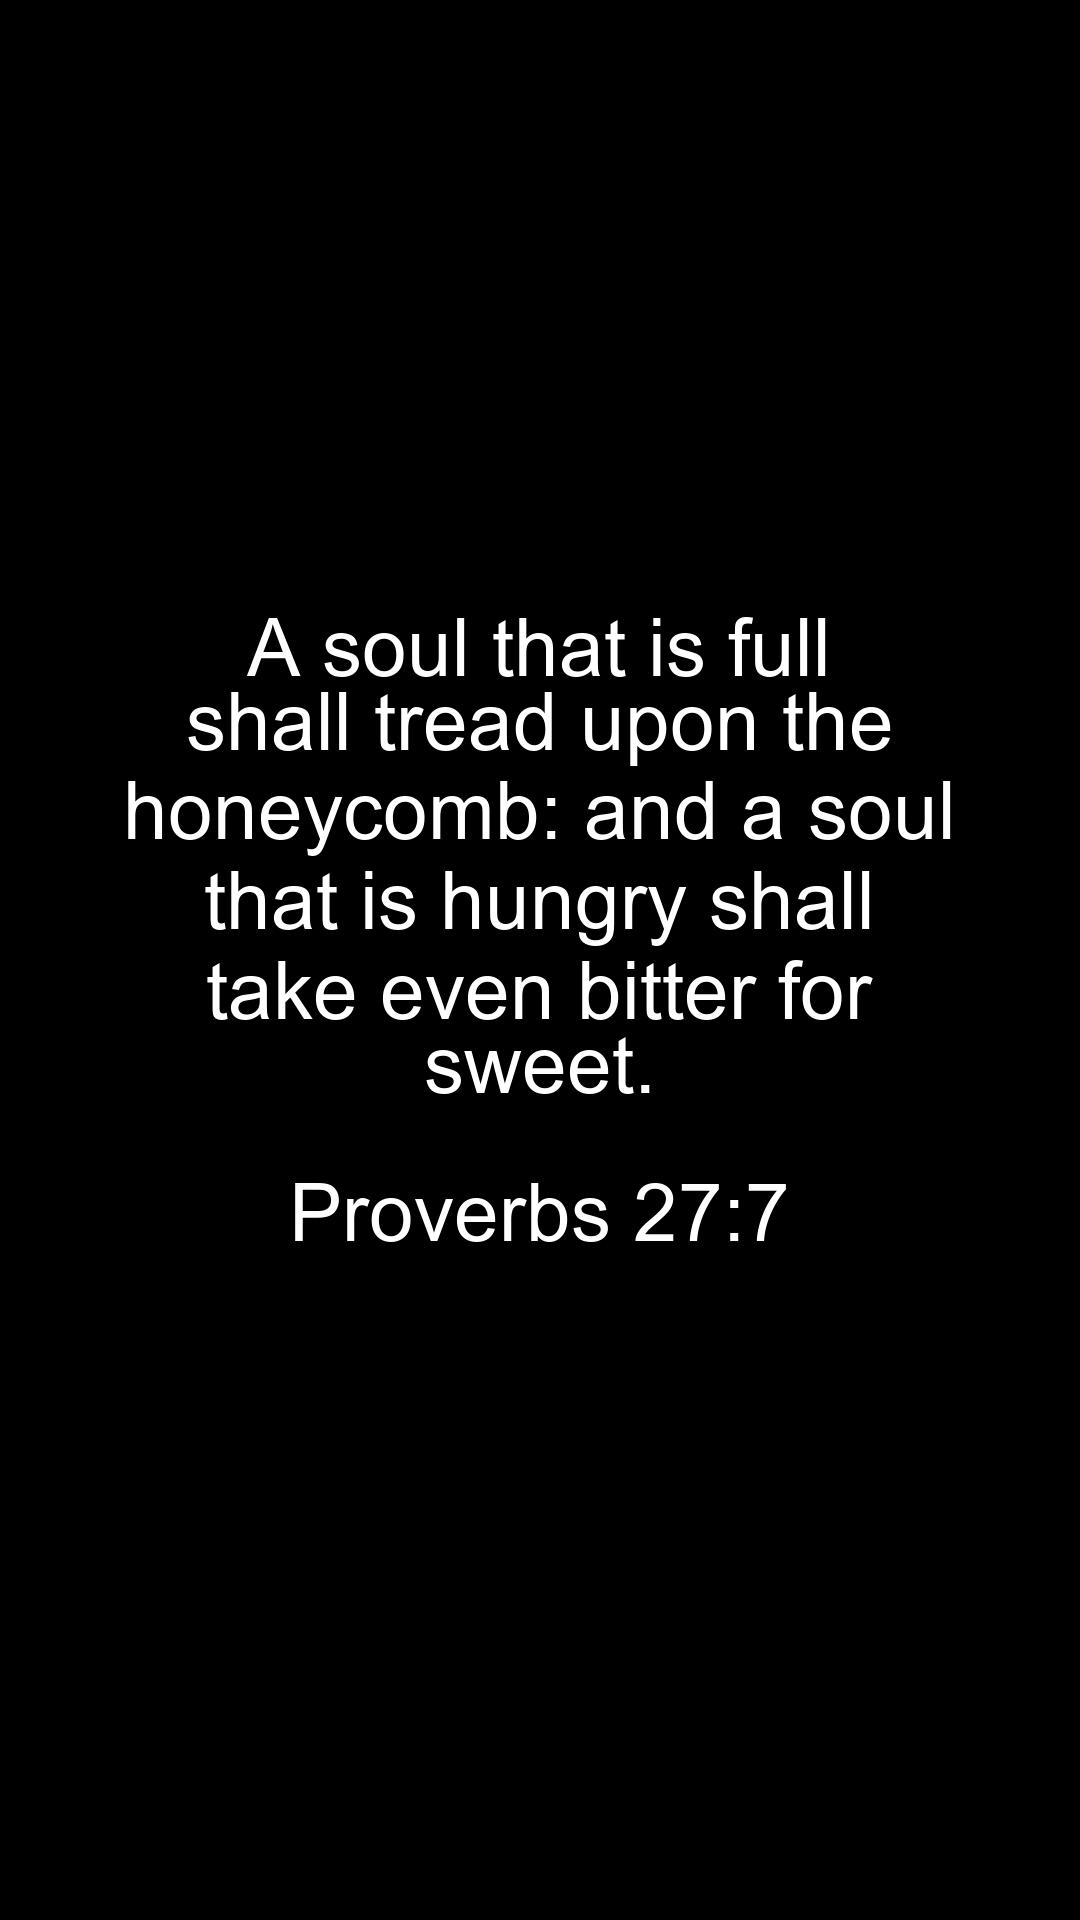 A soul that is full
shall tread upon the
honeycomb: and a soul
that is hungry shall
take even bitter for
sweet.
Proverbs 27:7